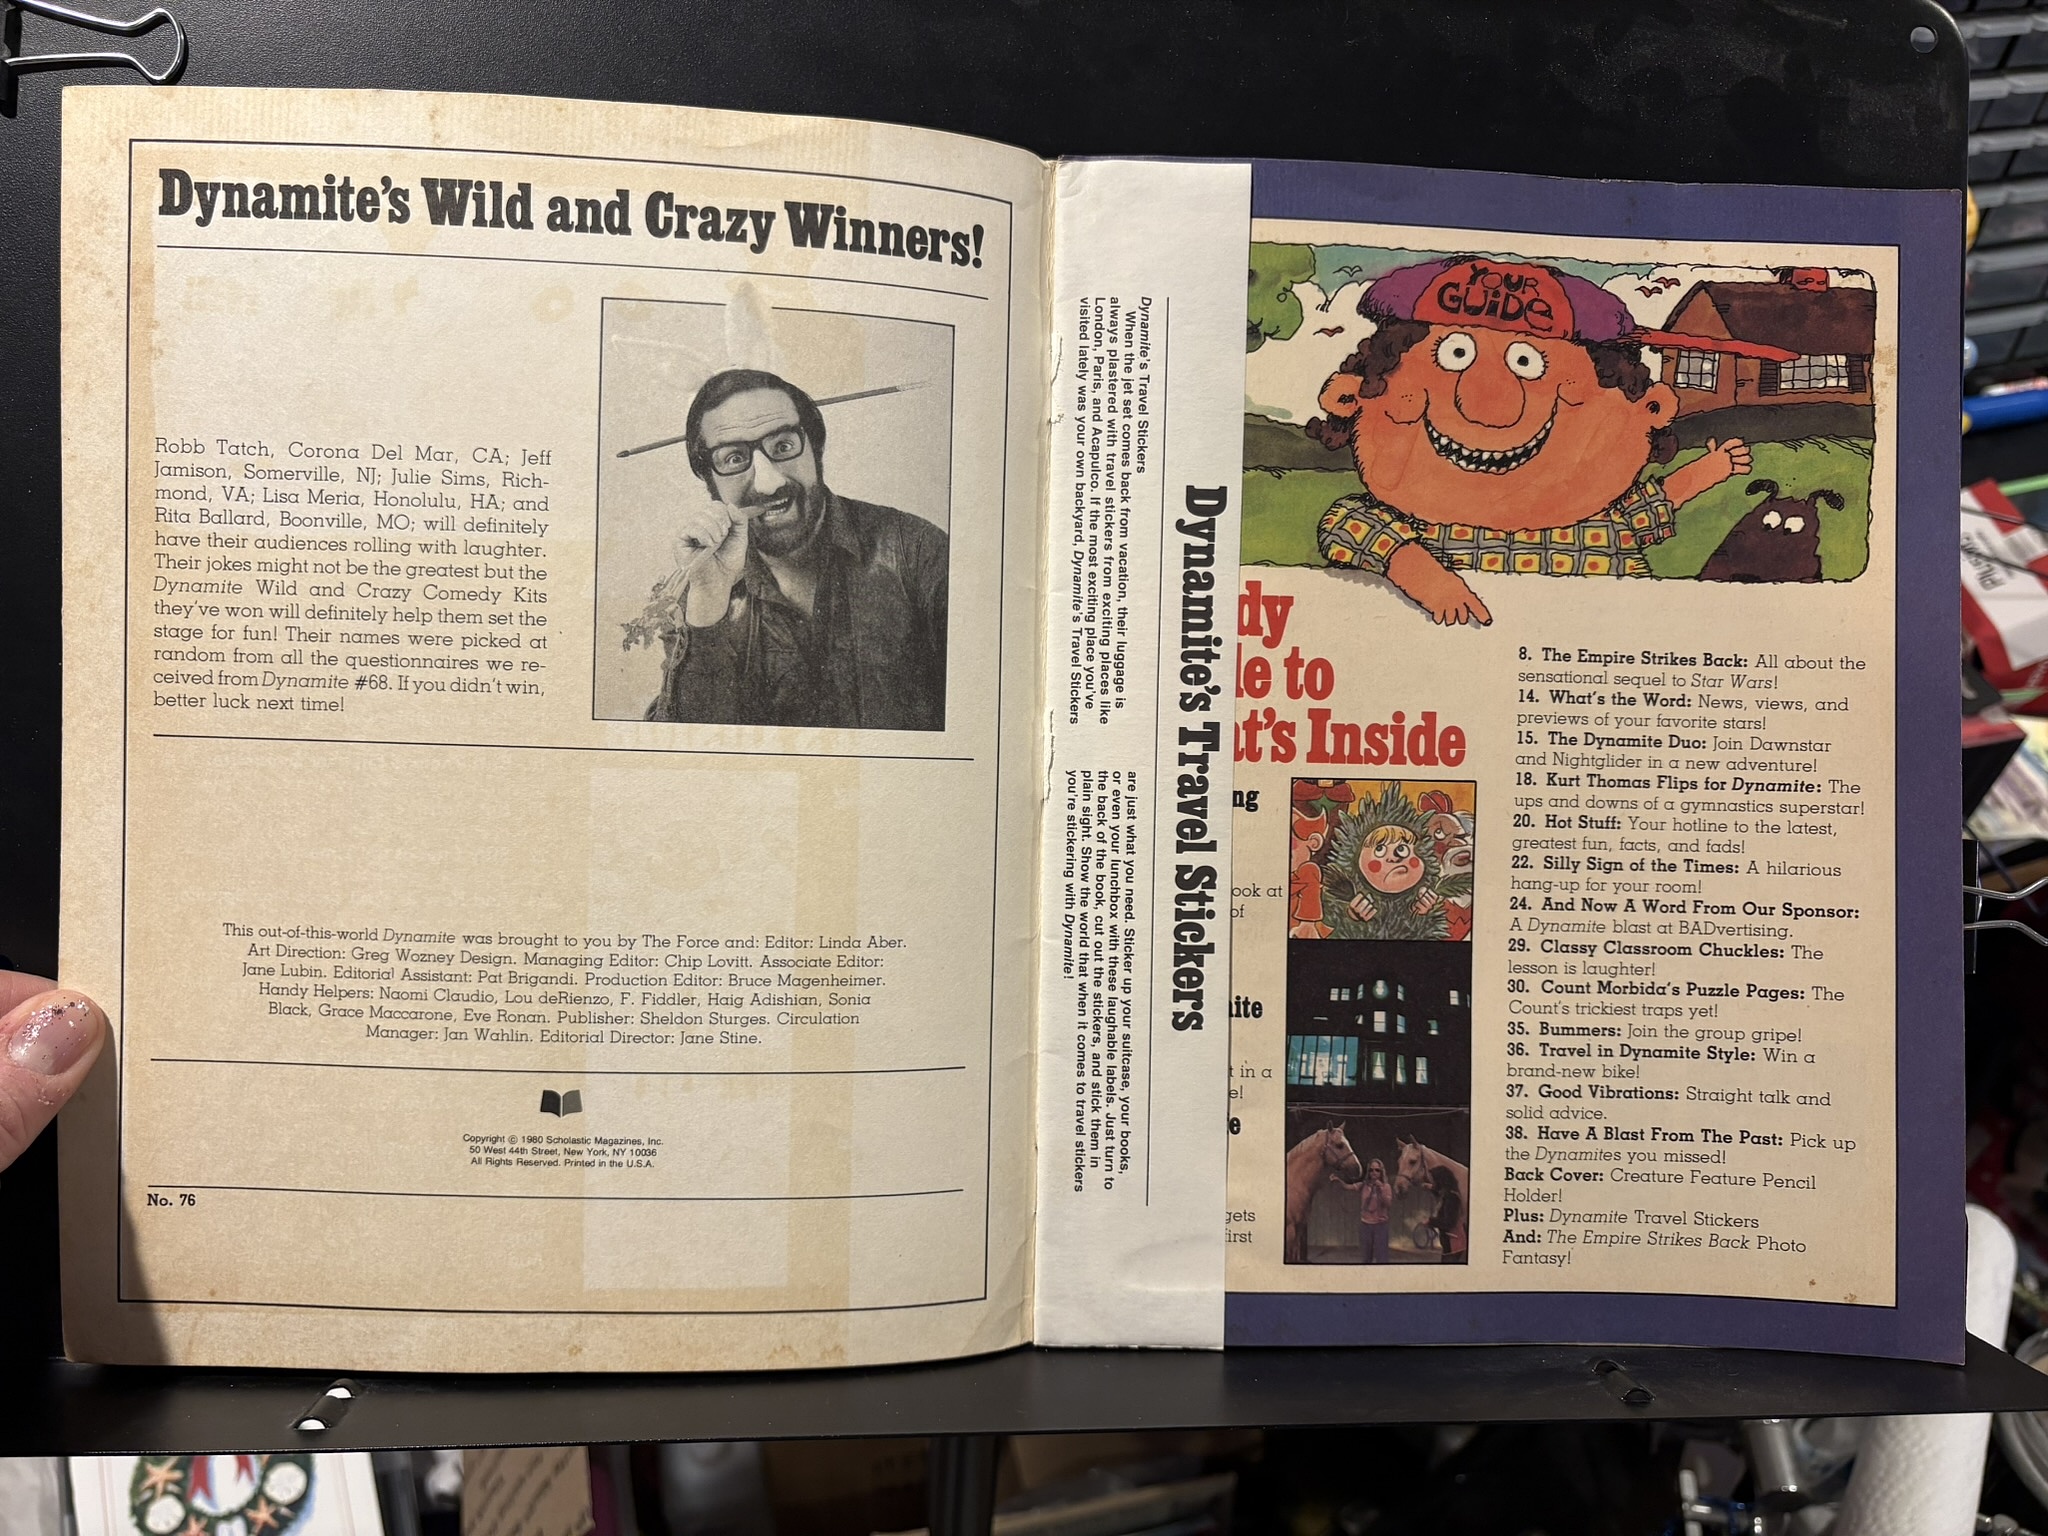 Dynamite's Wild and Crazy Winners!
Robb Tatch, Corona Del Mar, CA; Jeff
Jamison, Somerville, NJ; Julie Sims, Rich-
mond, VA; Lisa Meria, Honolulu, HA; and
Rita Ballard, Boonville, MO; will definitely
have their audiences rolling with laughter.
Their jokes might not be the greatest but the
Dynamite Wild and Crazy Comedy Kits
they've won will definitely help them set the
stage for fun! Their names were picked at
random from all the questionnaires we re-
ceived from Dynamite #68. If you didn't win,
better luck next time!
This out-of-this-world Dynamite was brought to you by The Force and: Editor: Linda Aber.
Art Direction: Greg Wozney Design. Managing Editor: Chip Lovitt. Associate Editor:
Jane Lubin. Editorial Assistant: Pat Brigandi. Production Editor: Bruce Magenheimer.
Handy Helpers: Naomi Claudio, Lou deRienzo, F. Fiddler, Haig Adishian, Sonia
Black, Grace Maccarone, Eve Ronan. Publisher: Sheldon Sturges. Circulation
Manager: Jan Wahlin. Editorial Director: Jane Stine.
Copyright © 1980 Scholastic Magazines, Inc.
50 West 44th Street, New York, NY 10036
All Rights Reserved. Printed in the U.S.A.
No. 76
Dynamite's Travel Stickers
Dynamite's Travel Stickers
When the jet set comes back from vacation, their luggage is
always plastered with travel stickers from exciting places like
London, Paris, and Acapulco. If the most exciting place you've
visited lately was your own backyard, Dynamite's Travel Stickers
are just what you need. Sticker up your suitcase, your books,
or even your lunchbox with these laughable labels. Just turn to
the back of the book, cut out the stickers, and stick them in
plain sight. Show the world that when it comes to travel stickers
you're stickering with Dynamite!
YOUR
GUIDE
dy
le to
at's Inside
ng
ook at
of
ite
t in a
e!
e
gets
first
8. The Empire Strikes Back: All about the
sensational sequel to Star Wars!
14. What's the Word: News, views, and
previews of your favorite stars!
15. The Dynamite Duo: Join Dawnstar
and Nightglider in a new adventure!
18. Kurt Thomas Flips for Dynamite: The
ups and downs of a gymnastics superstar!
20. Hot Stuff: Your hotline to the latest,
greatest fun, facts, and fads!
22. Silly Sign of the Times: A hilarious
hang-up for your room!
24. And Now A Word From Our Sponsor:
A Dynamite blast at BADvertising.
29. Classy Classroom Chuckles: The
lesson is laughter!
30. Count Morbida's Puzzle Pages: The
Count's trickiest traps yet!
35. Bummers: Join the group gripe!
36. Travel in Dynamite Style: Win a
brand-new bike!
37. Good Vibrations: Straight talk and
solid advice.
38. Have A Blast From The Past: Pick up
the Dynamites you missed!
Back Cover: Creature Feature Pencil
Holder!
Plus: Dynamite Travel Stickers
And: The Empire Strikes Back Photo
Fantasy!